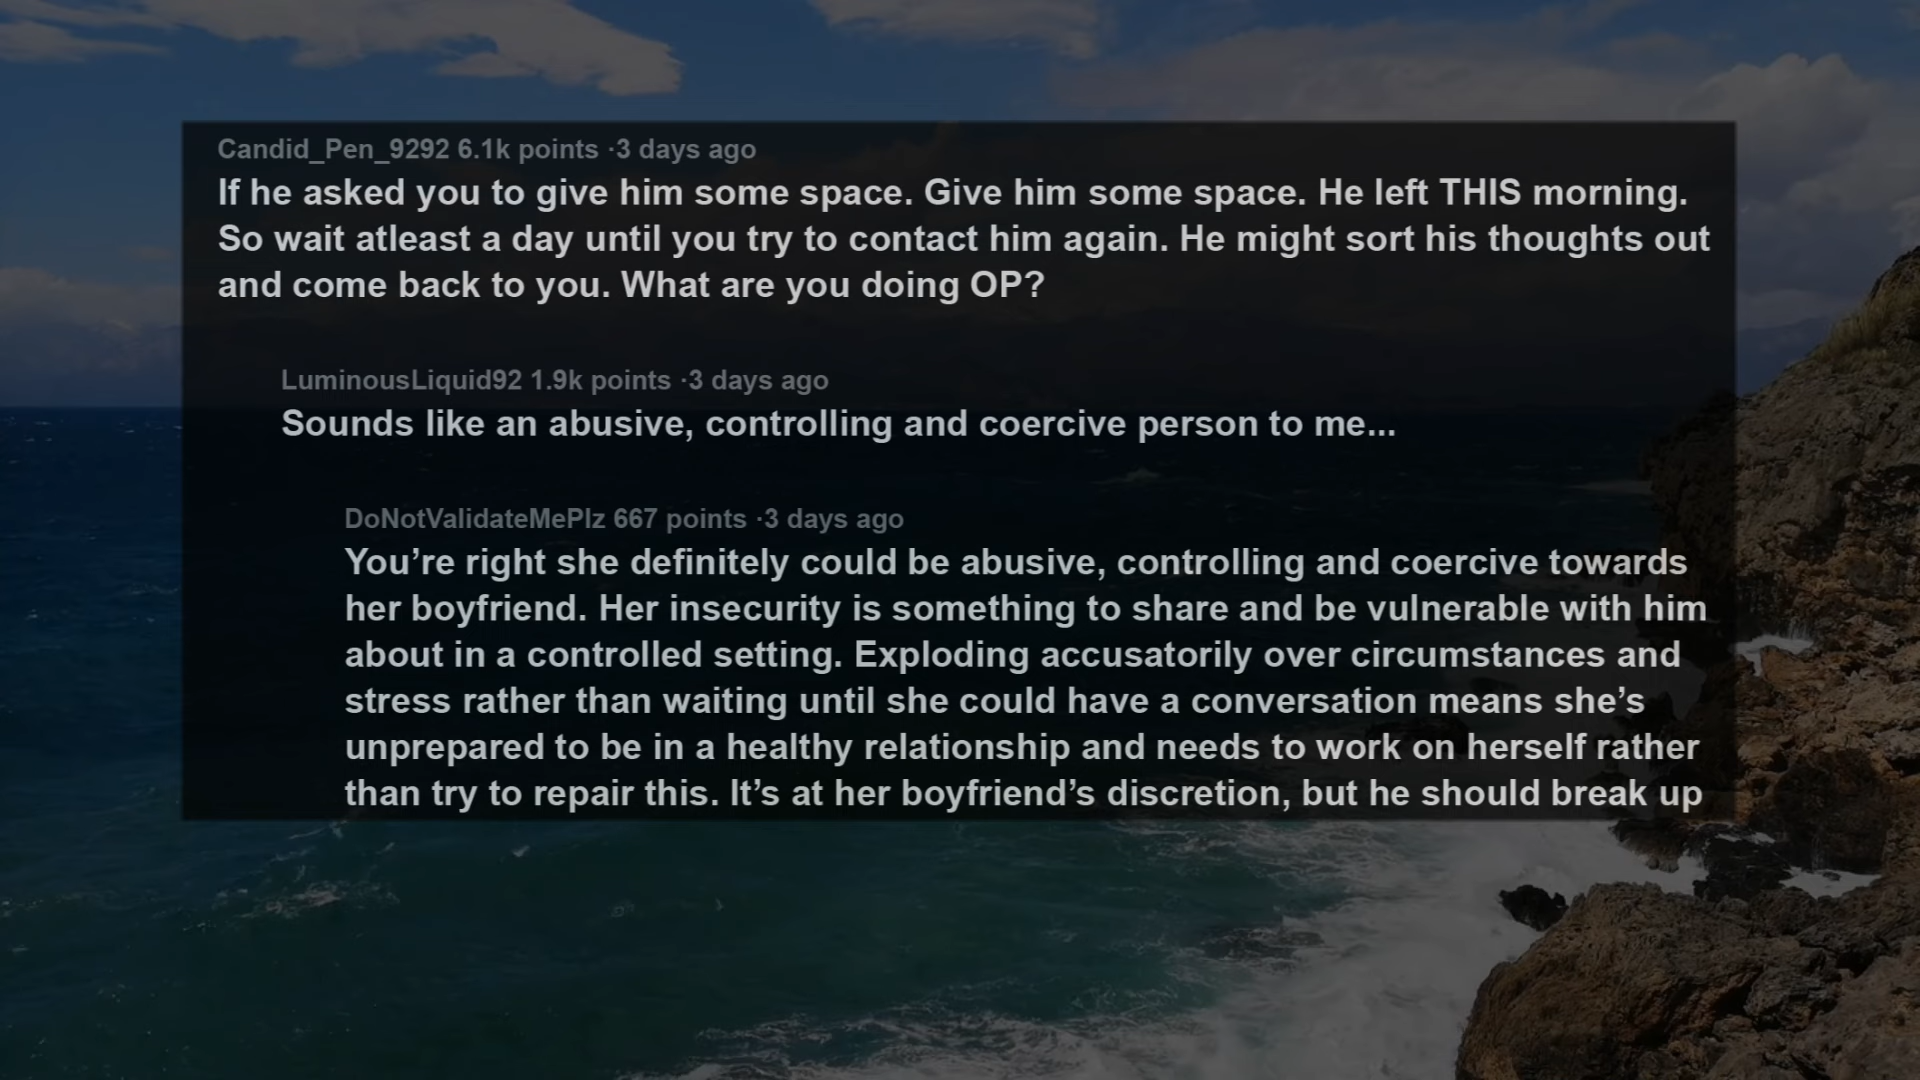 Candid_Pen_9292 6.1k points ·3 days ago
If he asked you to give him some space. Give him some space. He left THIS morning.
So wait atleast a day until you try to contact him again. He might sort his thoughts out
and come back to you. What are you doing OP?
LuminousLiquid92 1.9k points ·3 days ago
Sounds like an abusive, controlling and coercive person to me...
DoNotValidateMePlz 667 points ·3 days ago
You’re right she definitely could be abusive, controlling and coercive towards
her boyfriend. Her insecurity is something to share and be vulnerable with him
about in a controlled setting. Exploding accusatorily over circumstances and
stress rather than waiting until she could have a conversation means she’s
unprepared to be in a healthy relationship and needs to work on herself rather
than try to repair this. It’s at her boyfriend’s discretion, but he should break up